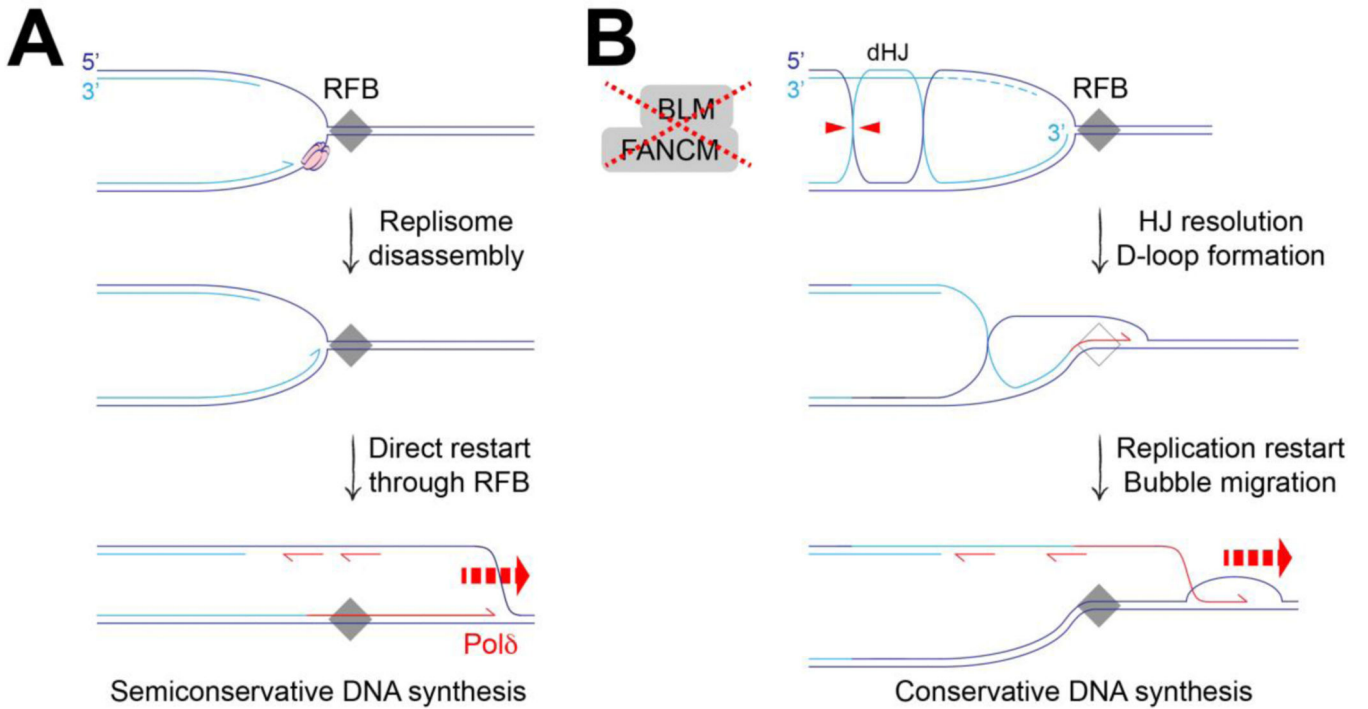 A
5’
3’
RFB
Replisome
disassembly
Direct restart
through RFB
Polδ
Semiconservative DNA synthesis
B
BLM
FANCM
5’
3’
dHJ
RFB
3’
HJ resolution
D-loop formation
Replication restart
Bubble migration
Conservative DNA synthesis